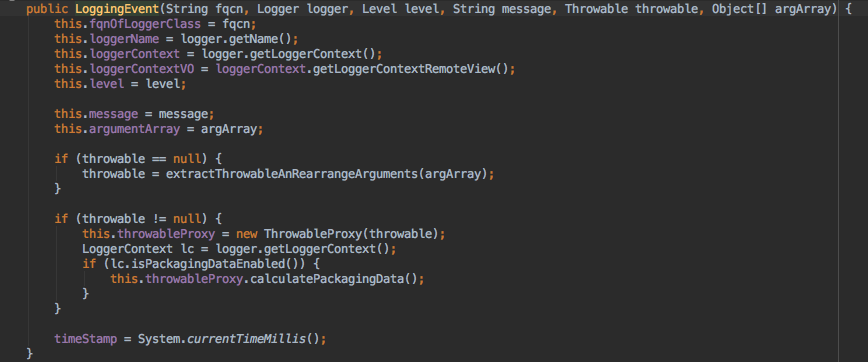 public LoggingEvent(String fqcn, Logger logger, Level level, String message, Throwable throwable, Object[] argArray) {
this.fqnOfLoggerClass = fqcn;
this.loggerName = logger.getName();
this.loggerContext = logger.getLoggerContext();
this.loggerContextVO = loggerContext.getLoggerContextRemoteView();
this.level = level;
this.message = message;
this.argumentArray = argArray;
if (throwable == null) {
throwable = extractThrowableAnRearrangeArguments(argArray);
}
if (throwable != null) {
this.throwableProxy = new ThrowableProxy(throwable);
LoggerContext lc = logger.getLoggerContext();
if (lc.isPackagingDataEnabled()) {
this.throwableProxy.calculatePackagingData();
}
}
timeStamp = System.currentTimeMillis();
}